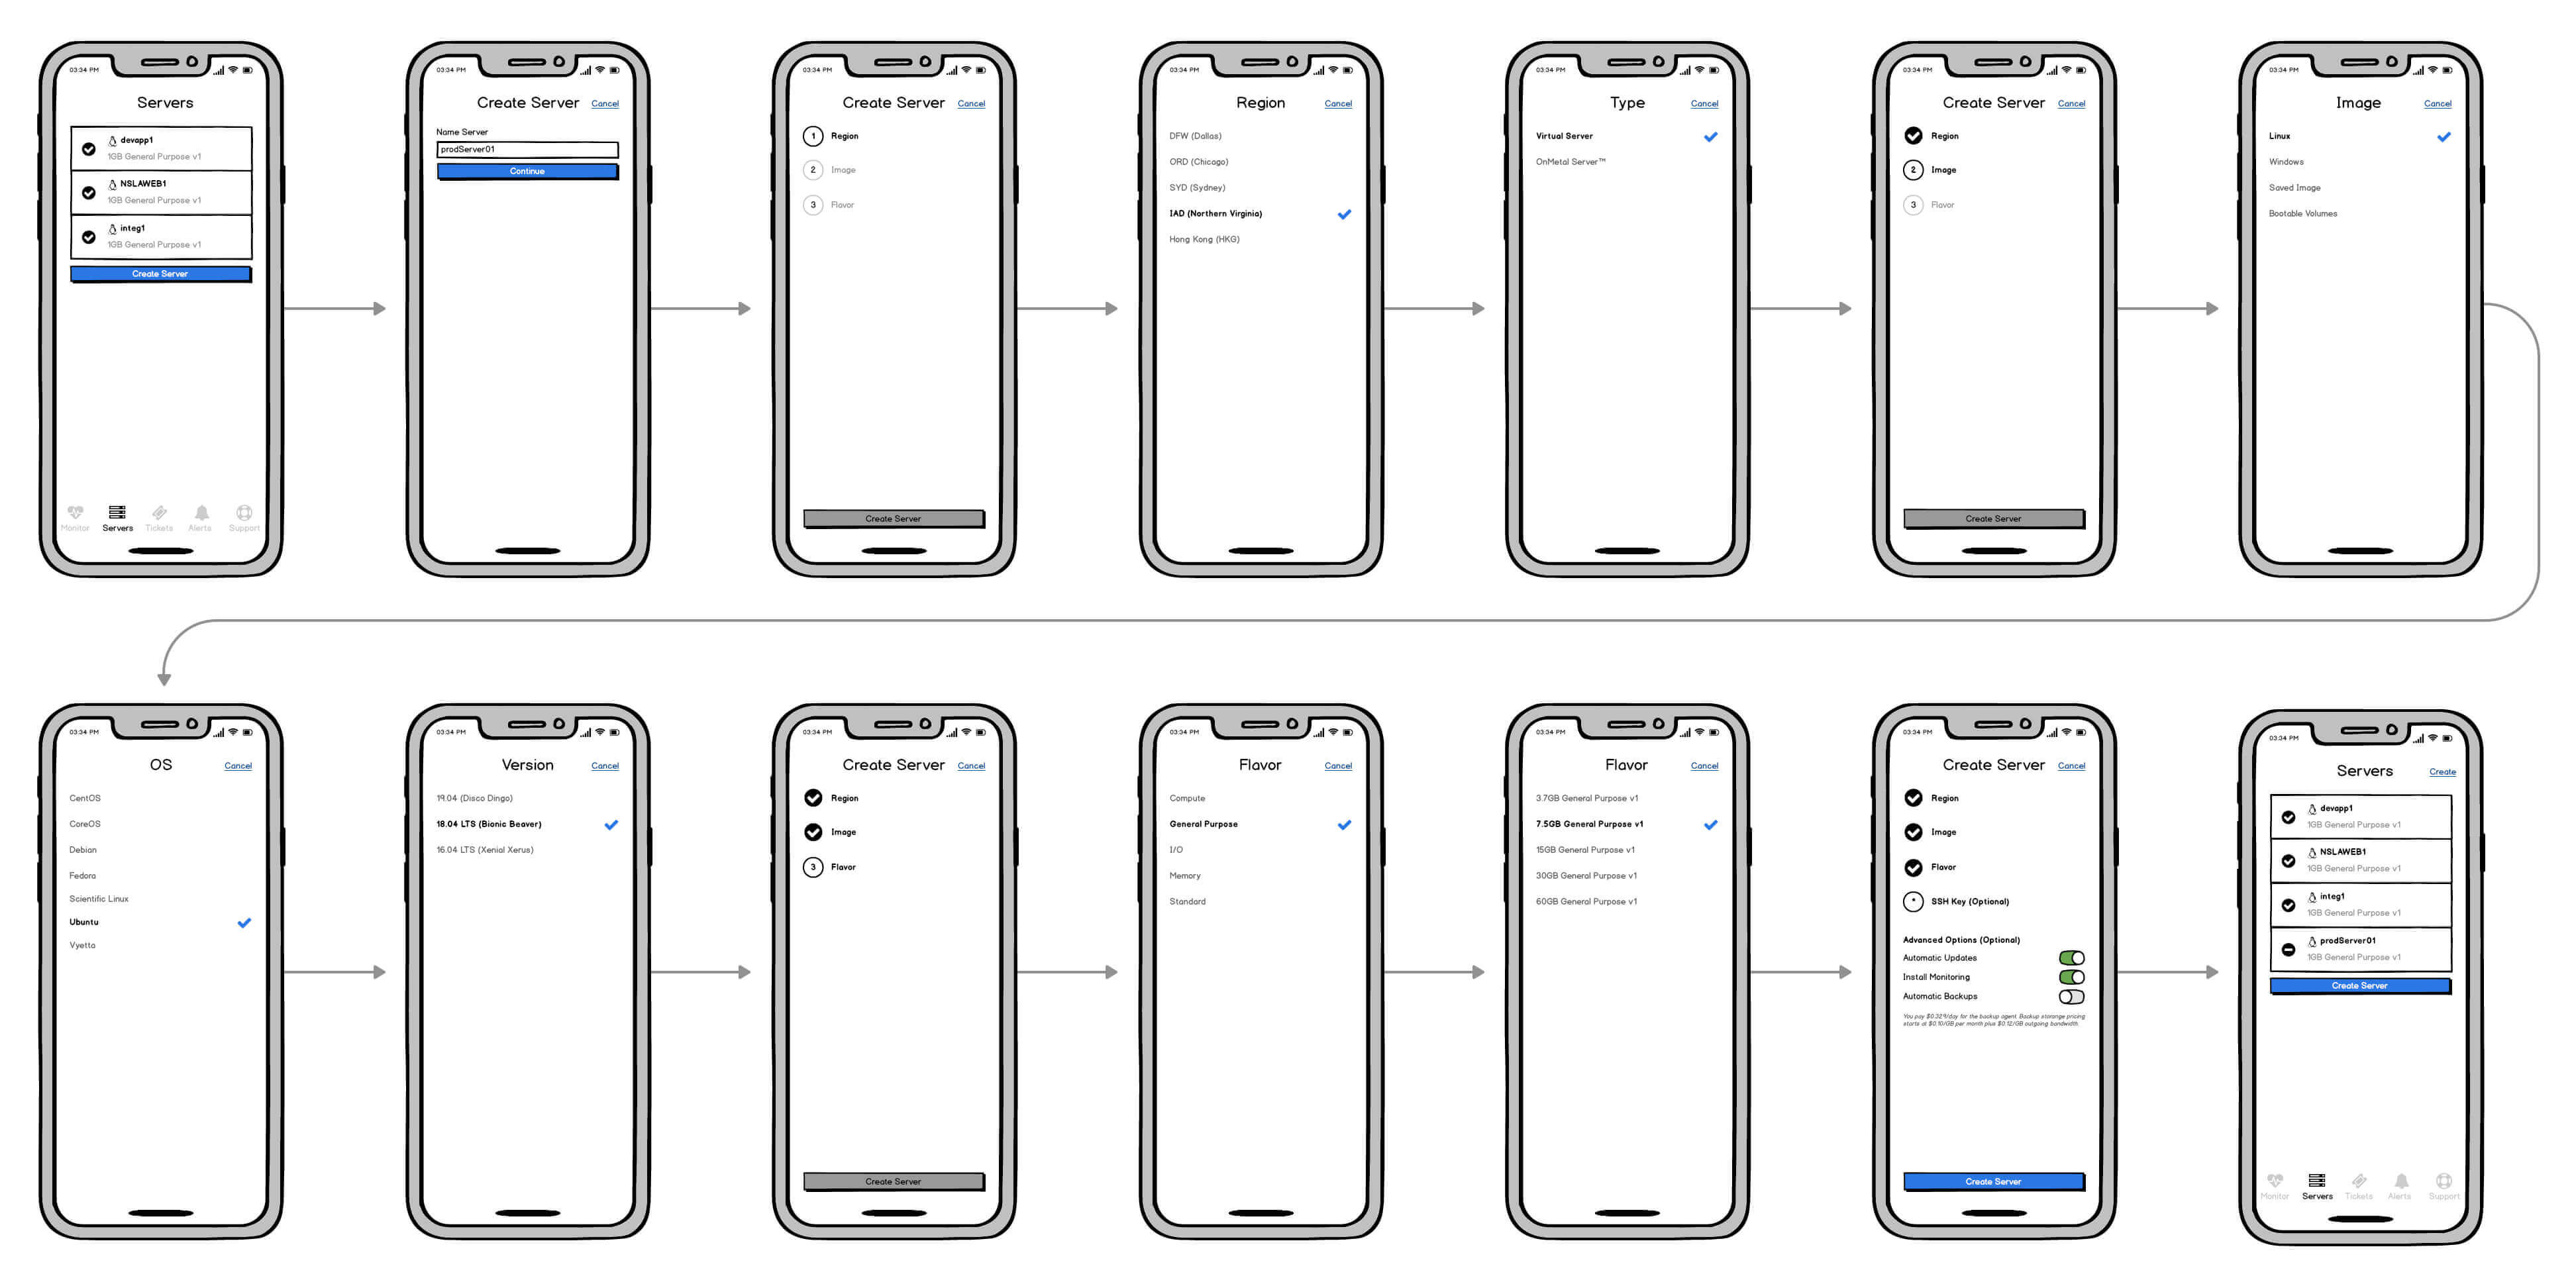 03:34 PM
Servers
devapp1
1GB General Purpose v1
NSLAWEB1
1GB General Purpose v1
integ1
1GB General Purpose v1
Create Server
Monitor Servers Tickets Alerts Support
03:34 PM
Create Server Cancel
Name Server
prodServer01
Continue
03:34 PM
Create Server Cancel
1 Region
2 Image
3 Flavor
Create Server
03:34 PM
Region Cancel
DFW (Dallas)
ORD (Chicago)
SYD (Sydney)
IAD (Northern Virginia)
Hong Kong (HKG)
03:34 PM
Type Cancel
Virtual Server
OnMetal Server™
03:34 PM
Create Server Cancel
Region
2 Image
3 Flavor
Create Server
03:34 PM
Image Cancel
Linux
Windows
Saved Image
Bootable Volumes
03:34 PM
OS Cancel
CentOS
CoreOS
Debian
Fedora
Scientific Linux
Ubuntu
Vyetta
03:34 PM
Version Cancel
19.04 (Disco Dingo)
18.04 LTS (Bionic Beaver)
16.04 LTS (Xenial Xerus)
03:34 PM
Create Server Cancel
Region
Image
3 Flavor
Create Server
03:34 PM
Flavor Cancel
Compute
General Purpose
I/O
Memory
Standard
03:34 PM
Flavor Cancel
3.7GB General Purpose v1
7.5GB General Purpose v1
15GB General Purpose v1
30GB General Purpose v1
60GB General Purpose v1
03:34 PM
Create Server Cancel
Region
Image
Flavor
* SSH Key (Optional)
Advanced Options (Optional)
Automatic Updates
Install Monitoring
Automatic Backups
You pay $0.329/day for the backup agent. Backup storange pricing
starts at $0.10/GB per month plus $0.12/GB outgoing bandwidth.
Create Server
03:34 PM
Servers Create
devapp1
1GB General Purpose v1
NSLAWEB1
1GB General Purpose v1
integ1
1GB General Purpose v1
prodServer01
1GB General Purpose v1
Create Server
Monitor Servers Tickets Alerts Support